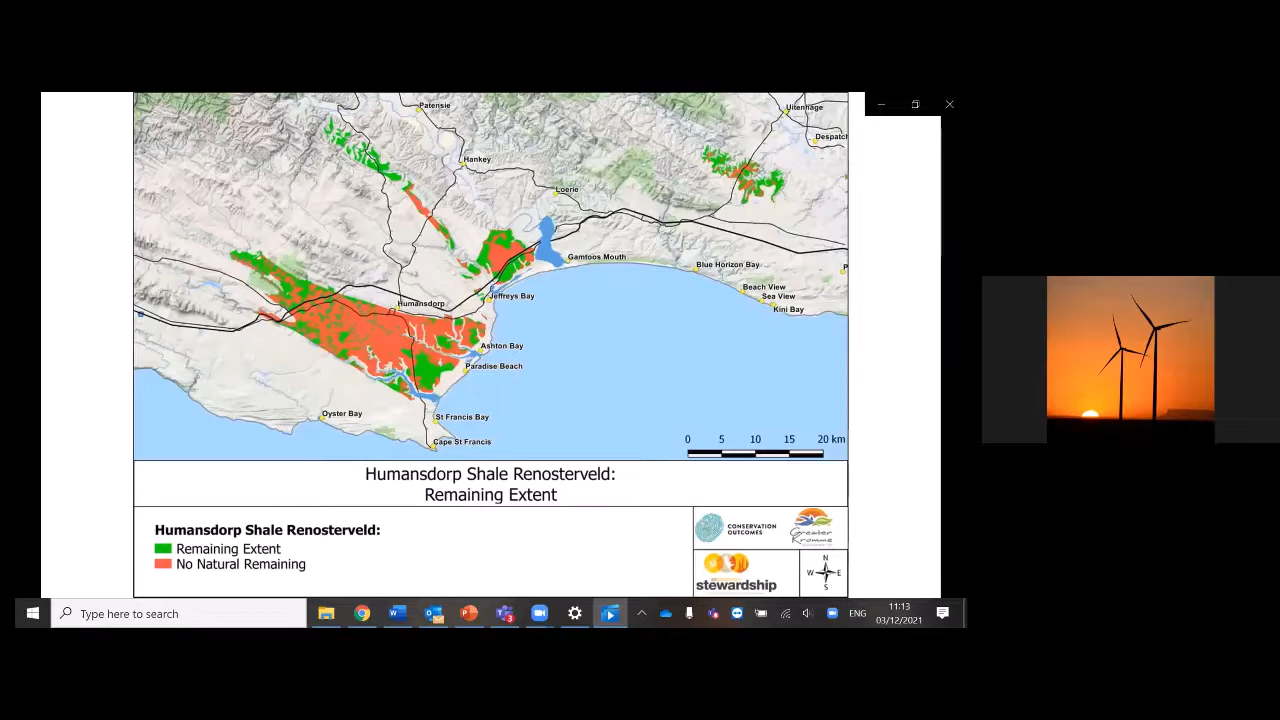 Patensie
Uitenhage
Despatch
Hankey
Loerie
Gamtoos Mouth
Blue Horizon Bay
Beach View
Sea View
Kini Bay
Jeffreys Bay
Humansdorp
Ashton Bay
Paradise Beach
Oyster Bay
St Francis Bay
Cape St Francis
0 5 10 15 20 km
Humansdorp Shale Renosterveld:
Remaining Extent
Humansdorp Shale Renosterveld:
Remaining Extent
No Natural Remaining
CONSERVATION
OUTCOMES
Greater
Kromme
stewardship
N
W E
S
Type here to search
ENG
11:13
03/12/2021